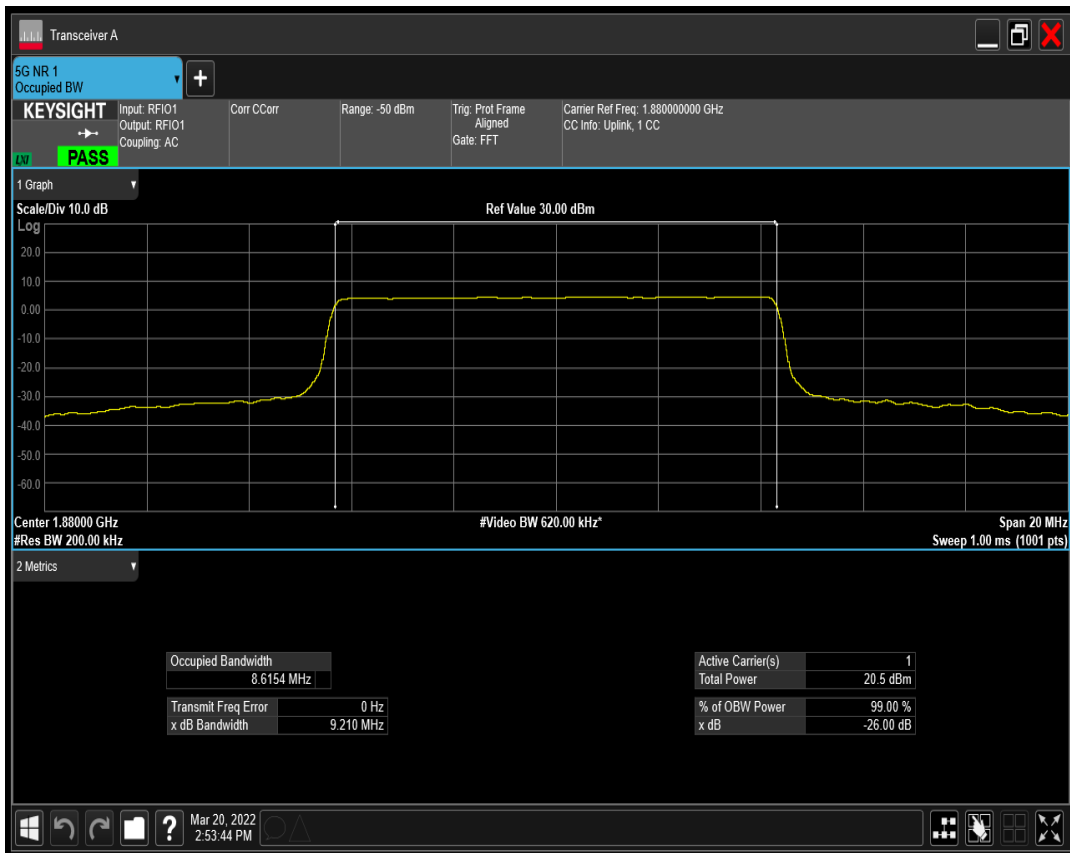 Transceiver A
5G NR 1
Occupied BW
KEYSIGHT
LXI
PASS
Input: RFIO1
Output: RFIO1
Coupling: AC
Corr CCorr
Range: -50 dBm
Trig: Prot Frame
Aligned
Gate: FFT
Carrier Ref Freq: 1.880000000 GHz
CC Info: Uplink, 1 CC
1 Graph
Scale/Div 10.0 dB
Ref Value 30.00 dBm
Log
20.0
10.0
0.00
-10.0
-20.0
-30.0
-40.0
-50.0
-60.0
Center 1.88000 GHz
#Video BW 620.00 kHz*
Span 20 MHz
#Res BW 200.00 kHz
Sweep 1.00 ms (1001 pts)
2 Metrics
Occupied Bandwidth
8.6154 MHz
Transmit Freq Error 0 Hz
x dB Bandwidth 9.210 MHz
Active Carrier(s) 1
Total Power 20.5 dBm
% of OBW Power 99.00 %
x dB -26.00 dB
?
Mar 20, 2022
2:53:44 PM